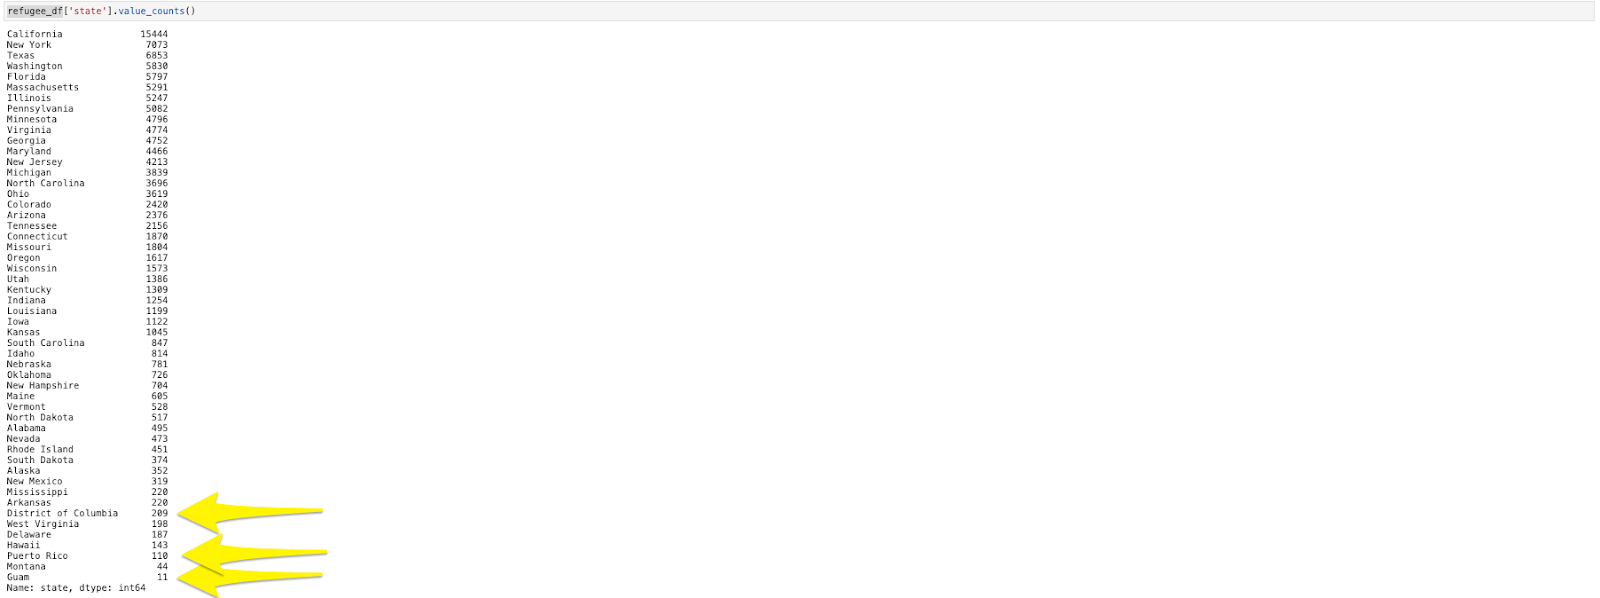 refugee_df['state'].value_counts()
California 15444
New York 7073
Texas 6853
Washington 5830
Florida 5797
Massachusetts 5291
Illinois 5247
Pennsylvania 5082
Minnesota 4796
Virginia 4774
Georgia 4752
Maryland 4466
New Jersey 4213
Michigan 3839
North Carolina 3696
Ohio 3619
Colorado 2420
Arizona 2376
Tennessee 2156
Connecticut 1870
Missouri 1804
Oregon 1617
Wisconsin 1573
Utah 1386
Kentucky 1309
Indiana 1254
Louisiana 1199
Iowa 1122
Kansas 1045
South Carolina 847
Idaho 814
Nebraska 781
Oklahoma 726
New Hampshire 704
Maine 605
Vermont 528
North Dakota 517
Alabama 495
Nevada 473
Rhode Island 451
South Dakota 374
Alaska 352
New Mexico 319
Mississippi 220
Arkansas 220
District of Columbia 209
West Virginia 198
Delaware 187
Hawaii 143
Puerto Rico 110
Montana 44
Guam 11
Name: state, dtype: int64